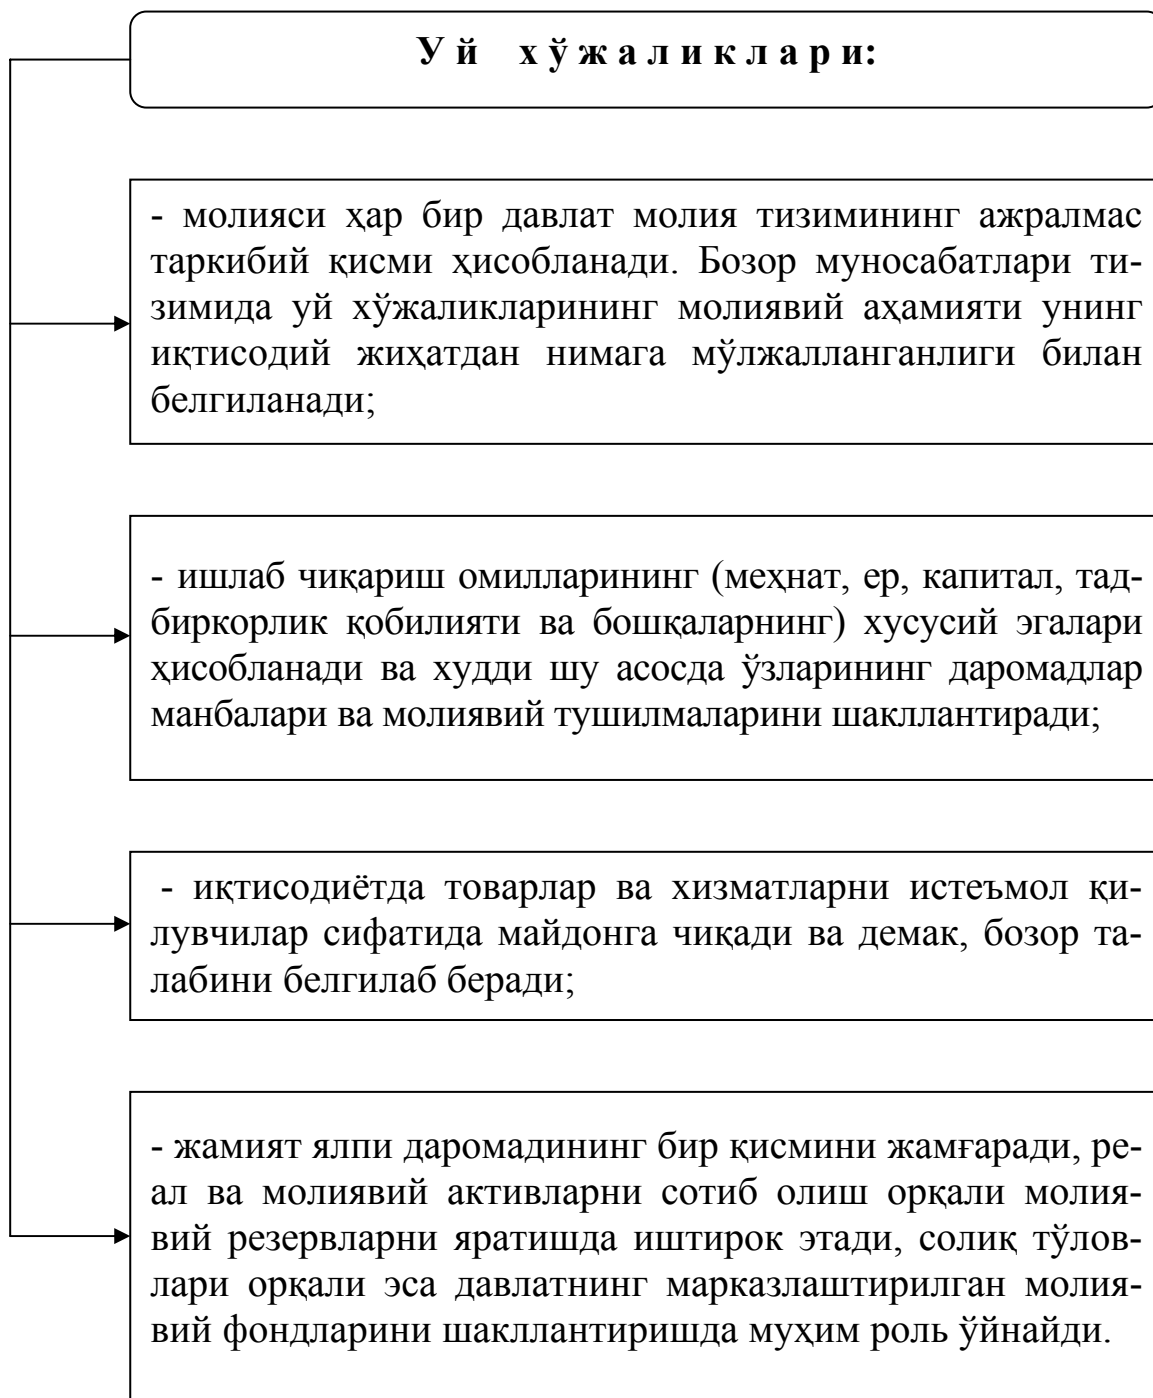 У й х ў ж а л и к л а р и:
- молияси ҳар бир давлат молия тизимининг ажралмас
таркибий қисми ҳисобланади. Бозор муносабатлари ти-
зимида уй хўжаликларининг молиявий аҳамияти унинг
иқтисодий жиҳатдан нимага мўлжалланганлиги билан
белгиланади;
- ишлаб чиқариш омилларининг (меҳнат, ер, капитал, тад-
биркорлик қобилияти ва бошқаларнинг) хусусий эгалари
ҳисобланади ва худди шу асосда ўзларининг даромадлар
манбалари ва молиявий тушилмаларини шакллантиради;
- иқтисодиётда товарлар ва хизматларни истеъмол қи-
лувчилар сифатида майдонга чиқади ва демак, бозор та-
лабини белгилаб беради;
- жамият ялпи даромадининг бир қисмини жамғаради, ре-
ал ва молиявий активларни сотиб олиш орқали молия-
вий резервларни яратишда иштирок этади, солиқ тўлов-
лари орқали эса давлатнинг марказлаштирилган молия-
вий фондларини шакллантиришда муҳим роль ўйнайди.